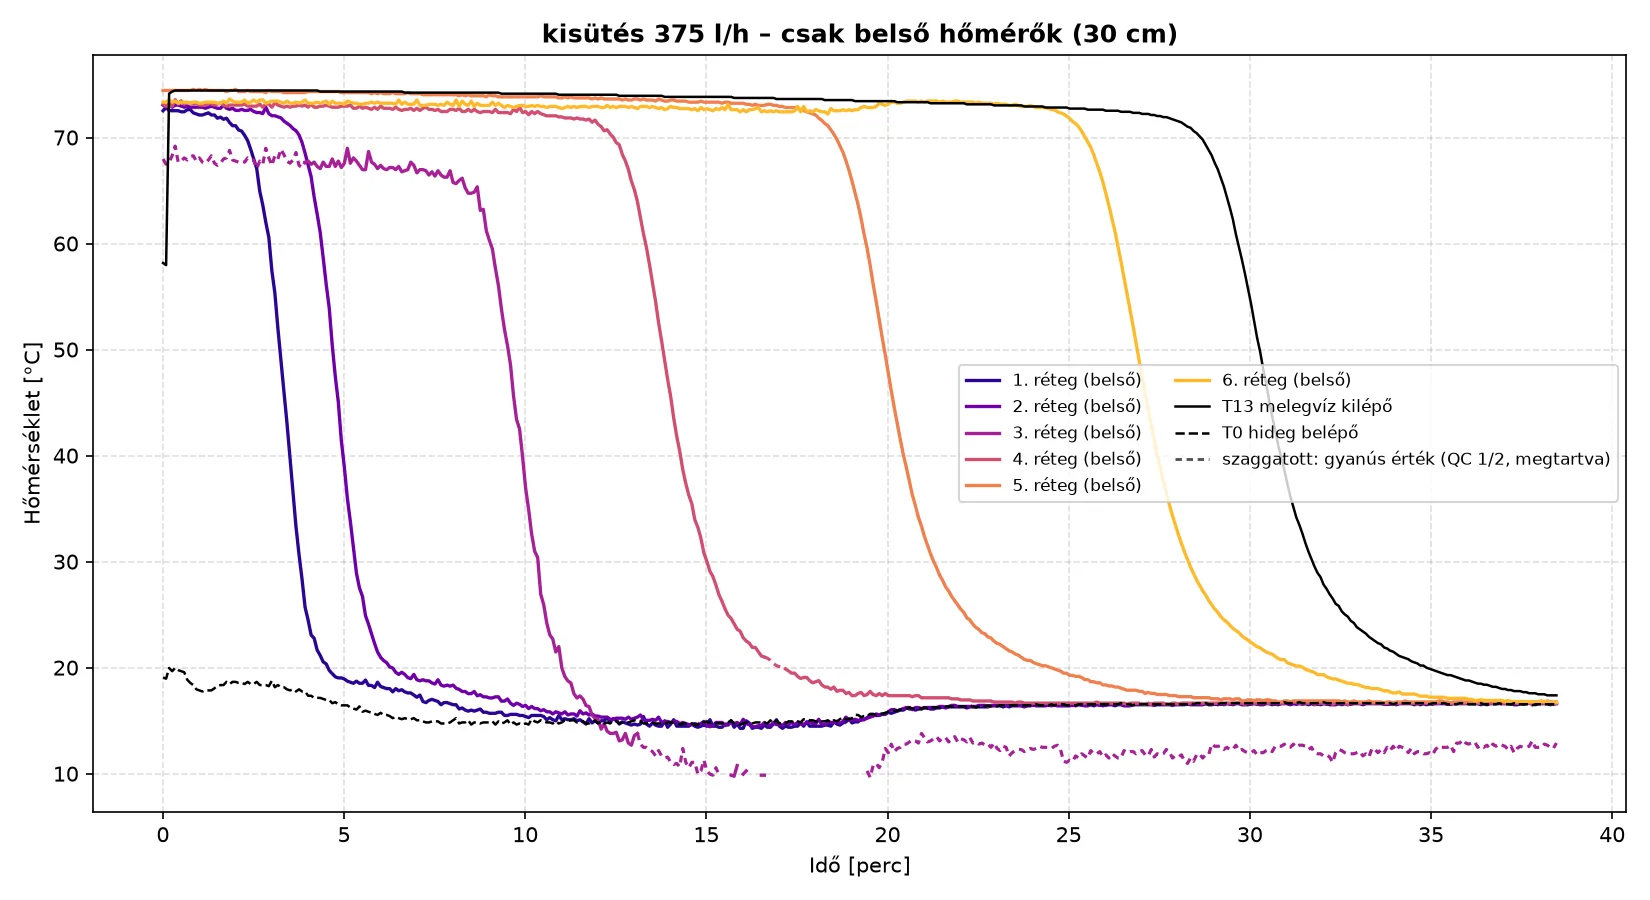 kisütés 375 l/h – csak belső hőmérők (30 cm)
Hőmérséklet [°C]
70
60
50
40
30
20
10
1. réteg (belső)
2. réteg (belső)
3. réteg (belső)
4. réteg (belső)
5. réteg (belső)
6. réteg (belső)
T13 melegvíz kilépő
T0 hideg belépő
szaggatott: gyanús érték (QC 1/2, megtartva)
0 5 10 15 20 25 30 35 40
Idő [perc]